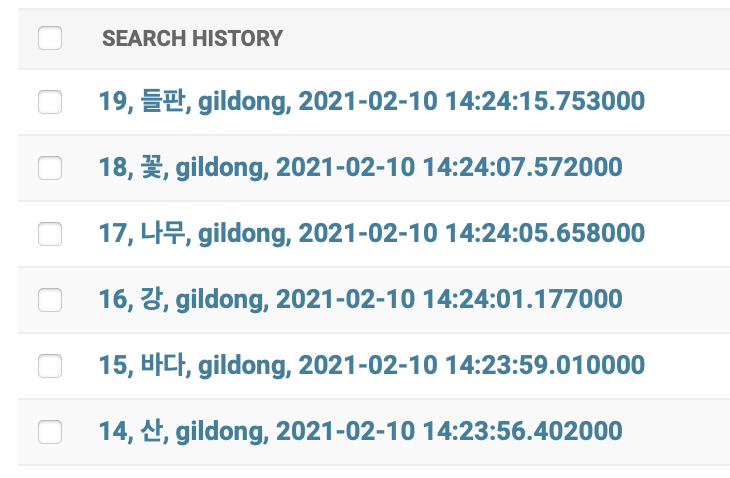 SEARCH HISTORY
19, 들판, gildong, 2021-02-10 14:24:15.753000
18, 꽃, gildong, 2021-02-10 14:24:07.572000
17, 나무, gildong, 2021-02-10 14:24:05.658000
16, 강, gildong, 2021-02-10 14:24:01.177000
15, 바다, gildong, 2021-02-10 14:23:59.010000
14, 산, gildong, 2021-02-10 14:23:56.402000